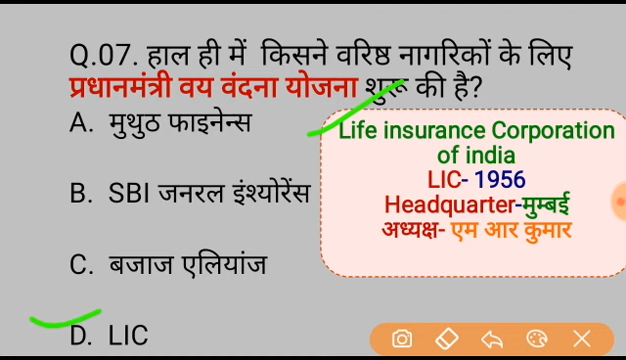 Q.07. हाल ही में किसने वरिष्ठ नागरिकों के लिए
प्रधानमंत्री वय वंदना योजना शुरू की है?
A. मुथुठ फाइनेन्स
B. SBI जनरल इंश्योरेंस
C. बजाज एलियांज
D. LIC
Life insurance Corporation
of india
LIC- 1956
Headquarter-मुम्बई
अध्यक्ष- एम आर कुमार